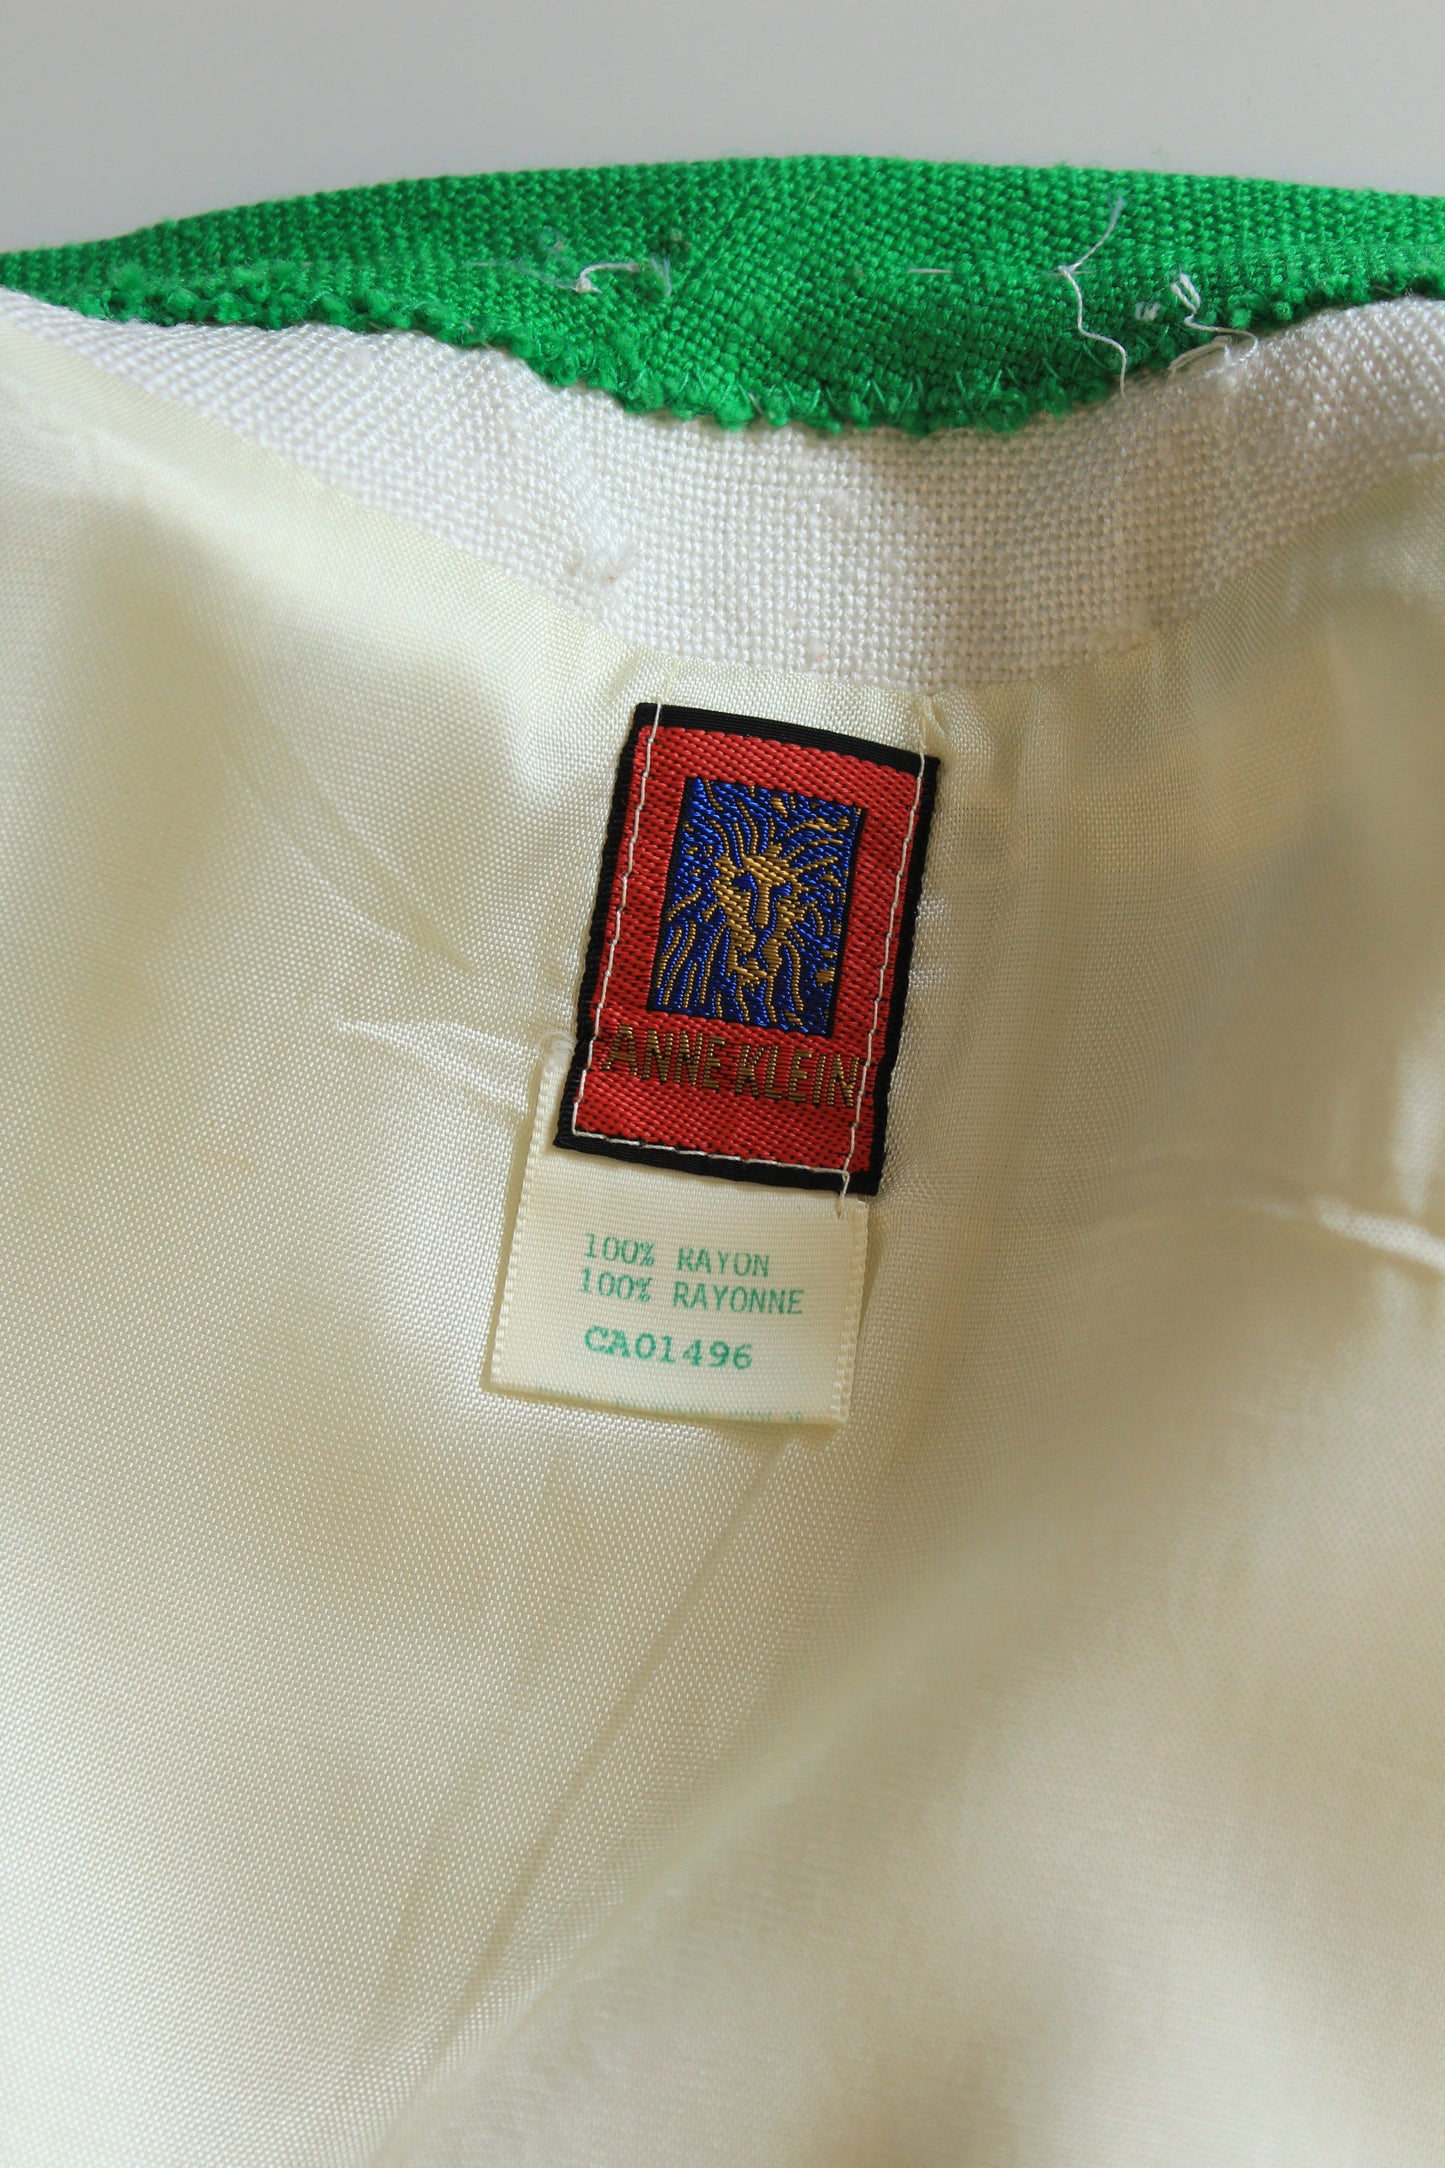 ANNE KLEIN
100% RAYON
100% RAYONNE
CA01496